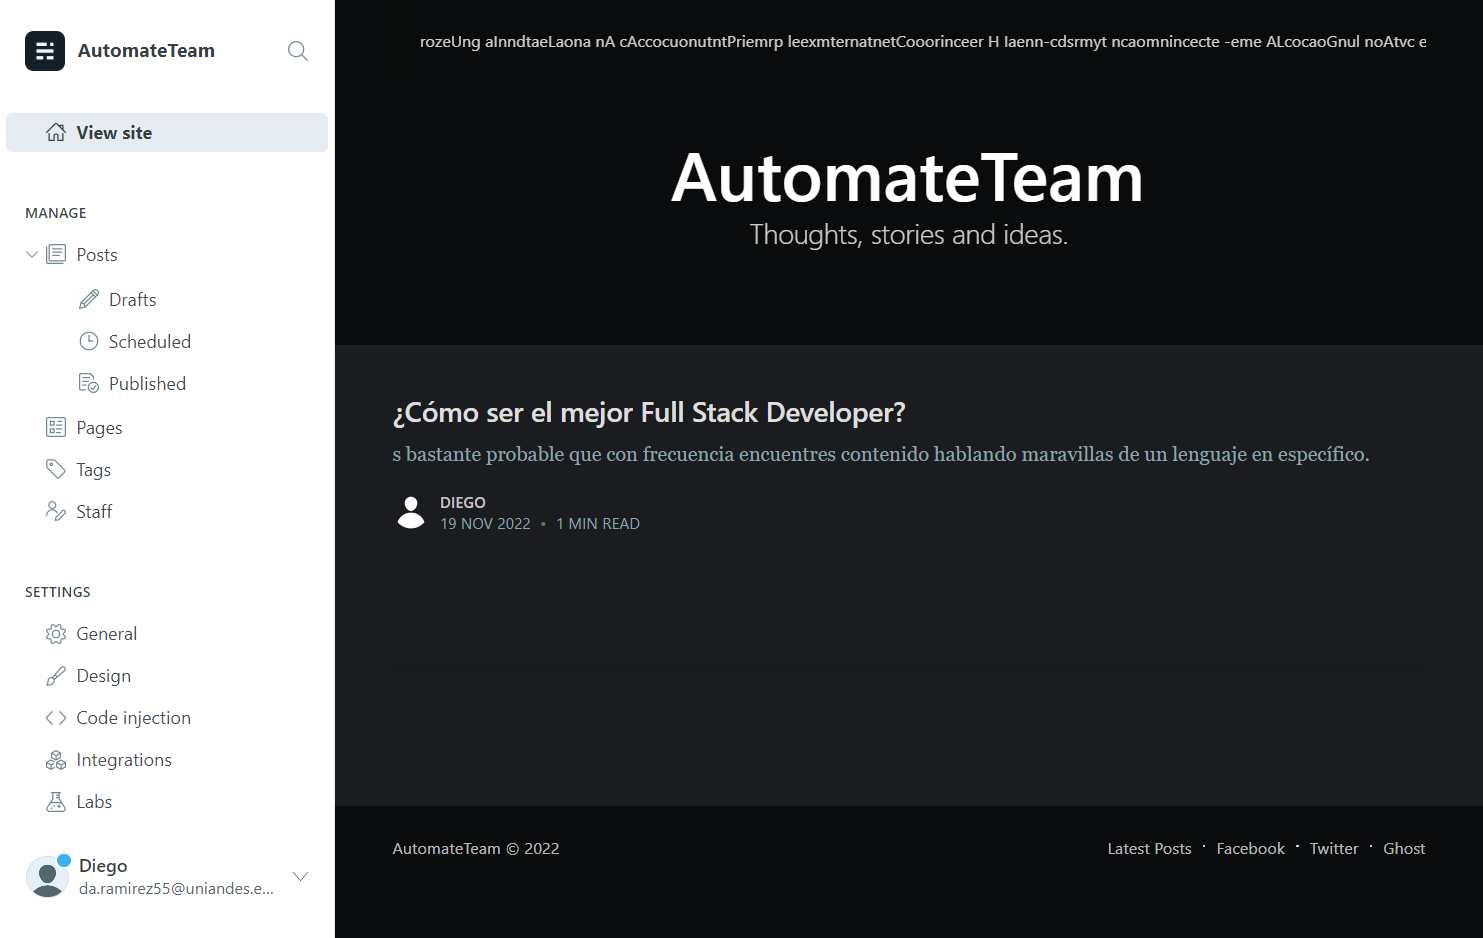 AutomateTeam
View site
MANAGE
Posts
Drafts
Scheduled
Published
Pages
Tags
Staff
SETTINGS
General
Design
Code injection
Integrations
Labs
Diego
da.ramirez55@uniandes.e...
rozeUng aInndtaeLaona nA cAccocuonutntPriemrp leexmternatnetCooorinceer H Iaenn-cdsrmyt ncaomnincecte -eme ALcocaoGnul noAtvc e
AutomateTeam
Thoughts, stories and ideas.
¿Cómo ser el mejor Full Stack Developer?
s bastante probable que con frecuencia encuentres contenido hablando maravillas de un lenguaje en específico.
DIEGO
19 NOV 2022 • 1 MIN READ
AutomateTeam © 2022
Latest Posts · Facebook · Twitter · Ghost